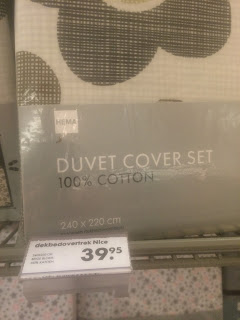 HEMA
DUVET COVER SET
100% COTTON
240 x 220 cm
dekbedovertrek Nice
39.95